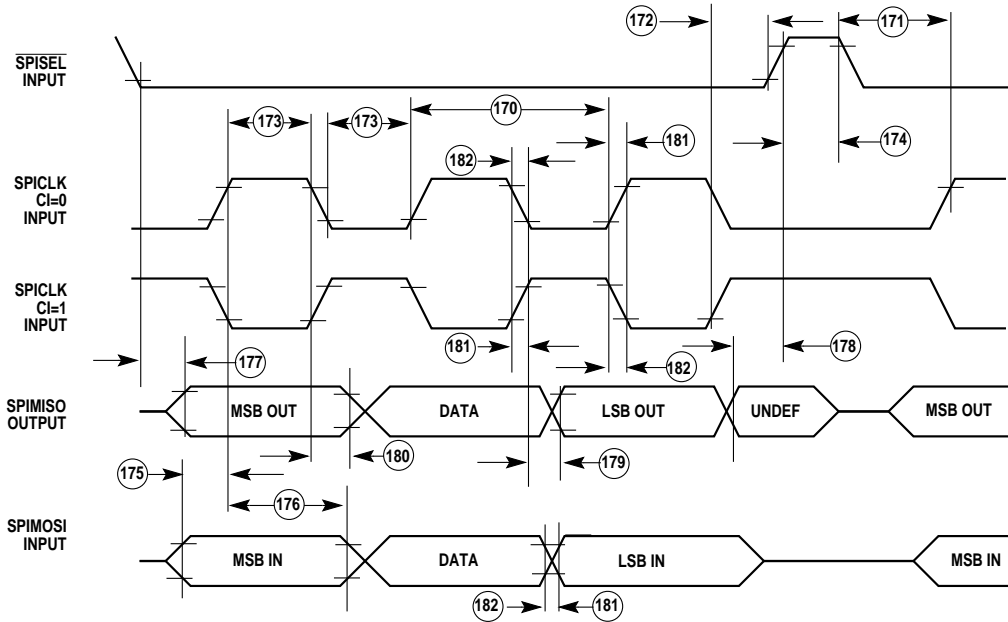 172
171
SPISEL
INPUT
173
173
170
181
174
182
SPICLK
CI=0
INPUT
SPICLK
CI=1
INPUT
177
181
182
178
SPIMISO
OUTPUT
MSB OUT
DATA
LSB OUT
UNDEF
MSB OUT
180
179
175
176
SPIMOSI
INPUT
MSB IN
DATA
LSB IN
MSB IN
182
181